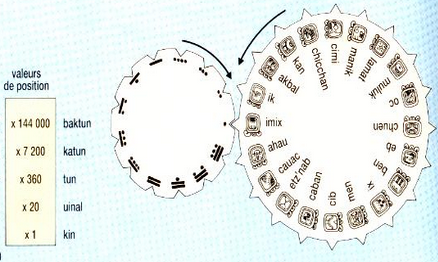 valeurs
de position
x 144 000 baktun
x 7 200 katun
x 360 tun
x 20 uinal
x 1 kin
imix
ik
akbal
kan
chicchan
cimi
manik
lamat
muluk
oc
chuen
eb
ben
ix
men
cib
caban
etz'nab
cauac
ahau